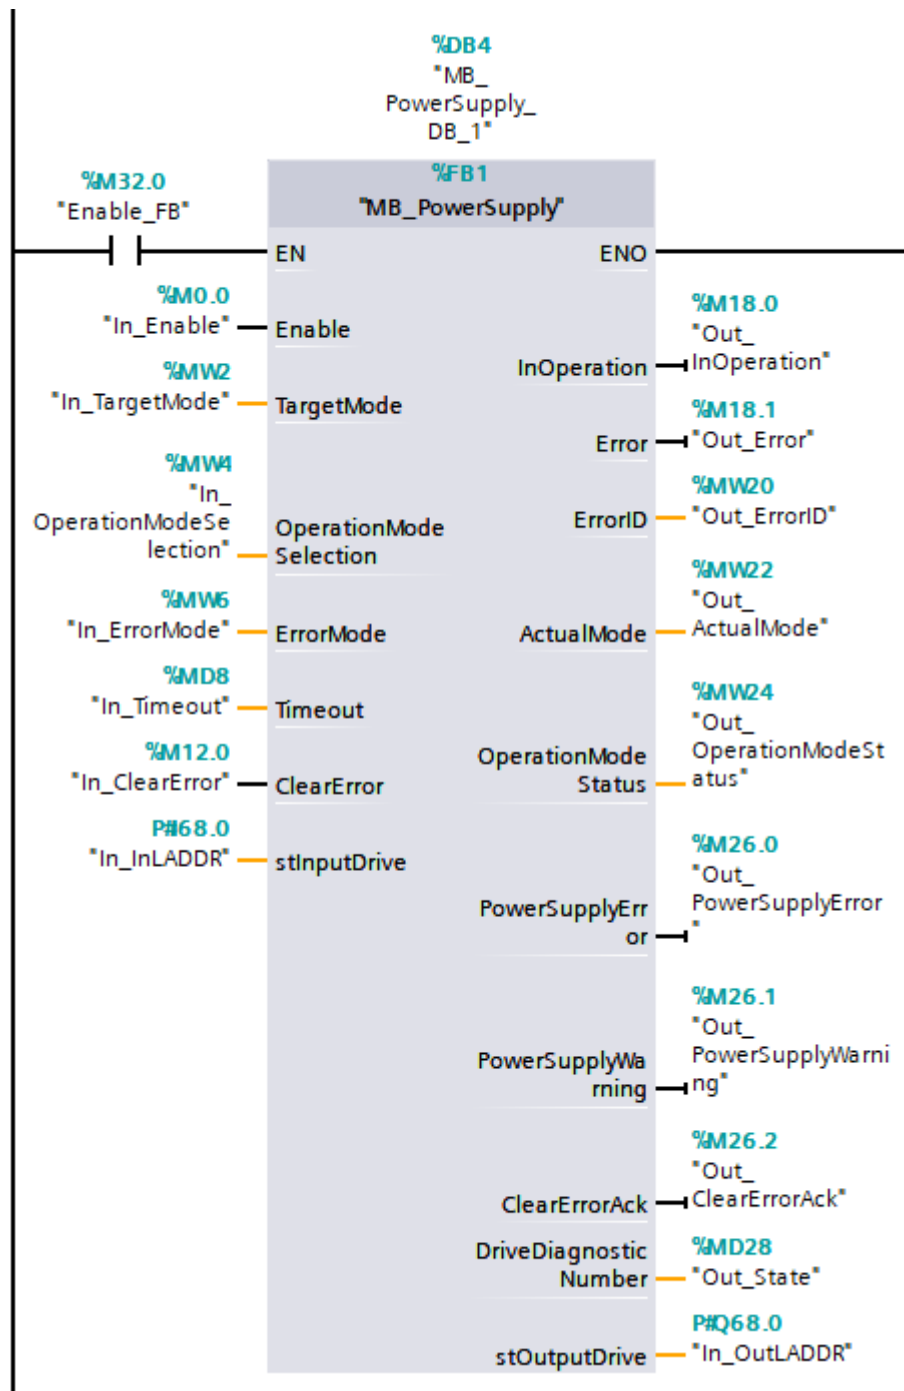 %DB4
"MB_
PowerSupply_
DB_1"
%FB1
"MB_PowerSupply"
%M32.0
"Enable_FB"
EN
ENO
%M0.0
"In_Enable"
Enable
%M18.0
"Out_
InOperation"
InOperation
%MW2
"In_TargetMode"
TargetMode
%M18.1
"Out_Error"
Error
%MW4
"In_
OperationModeSe
lection"
OperationMode
Selection
%MW20
"Out_ErrorID"
ErrorID
%MW6
"In_ErrorMode"
ErrorMode
%MW22
"Out_
ActualMode"
ActualMode
%MD8
"In_Timeout"
Timeout
%MW24
"Out_
OperationModeSt
atus"
OperationMode
Status
%M12.0
"In_ClearError"
ClearError
P#I68.0
"In_InLADDR"
stInputDrive
%M26.0
"Out_
PowerSupplyError
"
PowerSupplyErr
or
%M26.1
"Out_
PowerSupplyWarni
ng"
PowerSupplyWa
rning
%M26.2
"Out_
ClearErrorAck"
ClearErrorAck
%MD28
"Out_State"
DriveDiagnostic
Number
P#Q68.0
"In_OutLADDR"
stOutputDrive